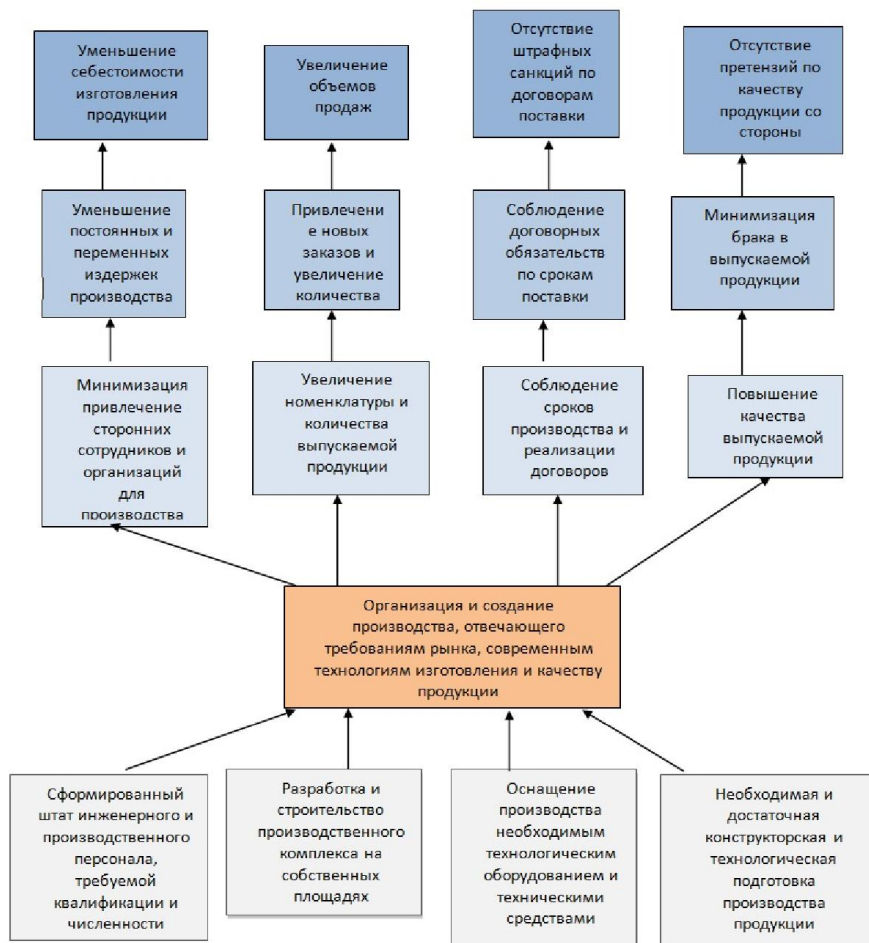 Уменьшение
себестоимости
изготовления
продукции
Увеличение
объемов
продаж
Отсутствие
штрафных
санкций по
договорам
поставки
Отсутствие
претензий по
качеству
продукции со
стороны
Уменьшение
постоянных и
переменных
издержек
производства
Привлечени
е новых
заказов и
увеличение
количества
Соблюдение
договорных
обязательств
по срокам
поставки
Минимизация
брака в
выпускаемой
продукции
Минимизация
привлечение
сторонних
сотрудников и
организаций
для
производства
Увеличение
номенклатуры и
количества
выпускаемой
продукции
Соблюдение
сроков
производства и
реализации
договоров
Повышение
качества
выпускаемой
продукции
Организация и создание
производства, отвечающего
требованиям рынка, современным
технологиям изготовления и качеству
продукции
Сформированный
штат инженерного и
производственного
персонала,
требуемой
квалификации и
численности
Разработка и
строительство
производственного
комплекса на
собственных
площадях
Оснащение
производства
необходимым
технологическим
оборудованием и
техническими
средствами
Необходимая и
достаточная
конструкторская и
технологическая
подготовка
производства
продукции